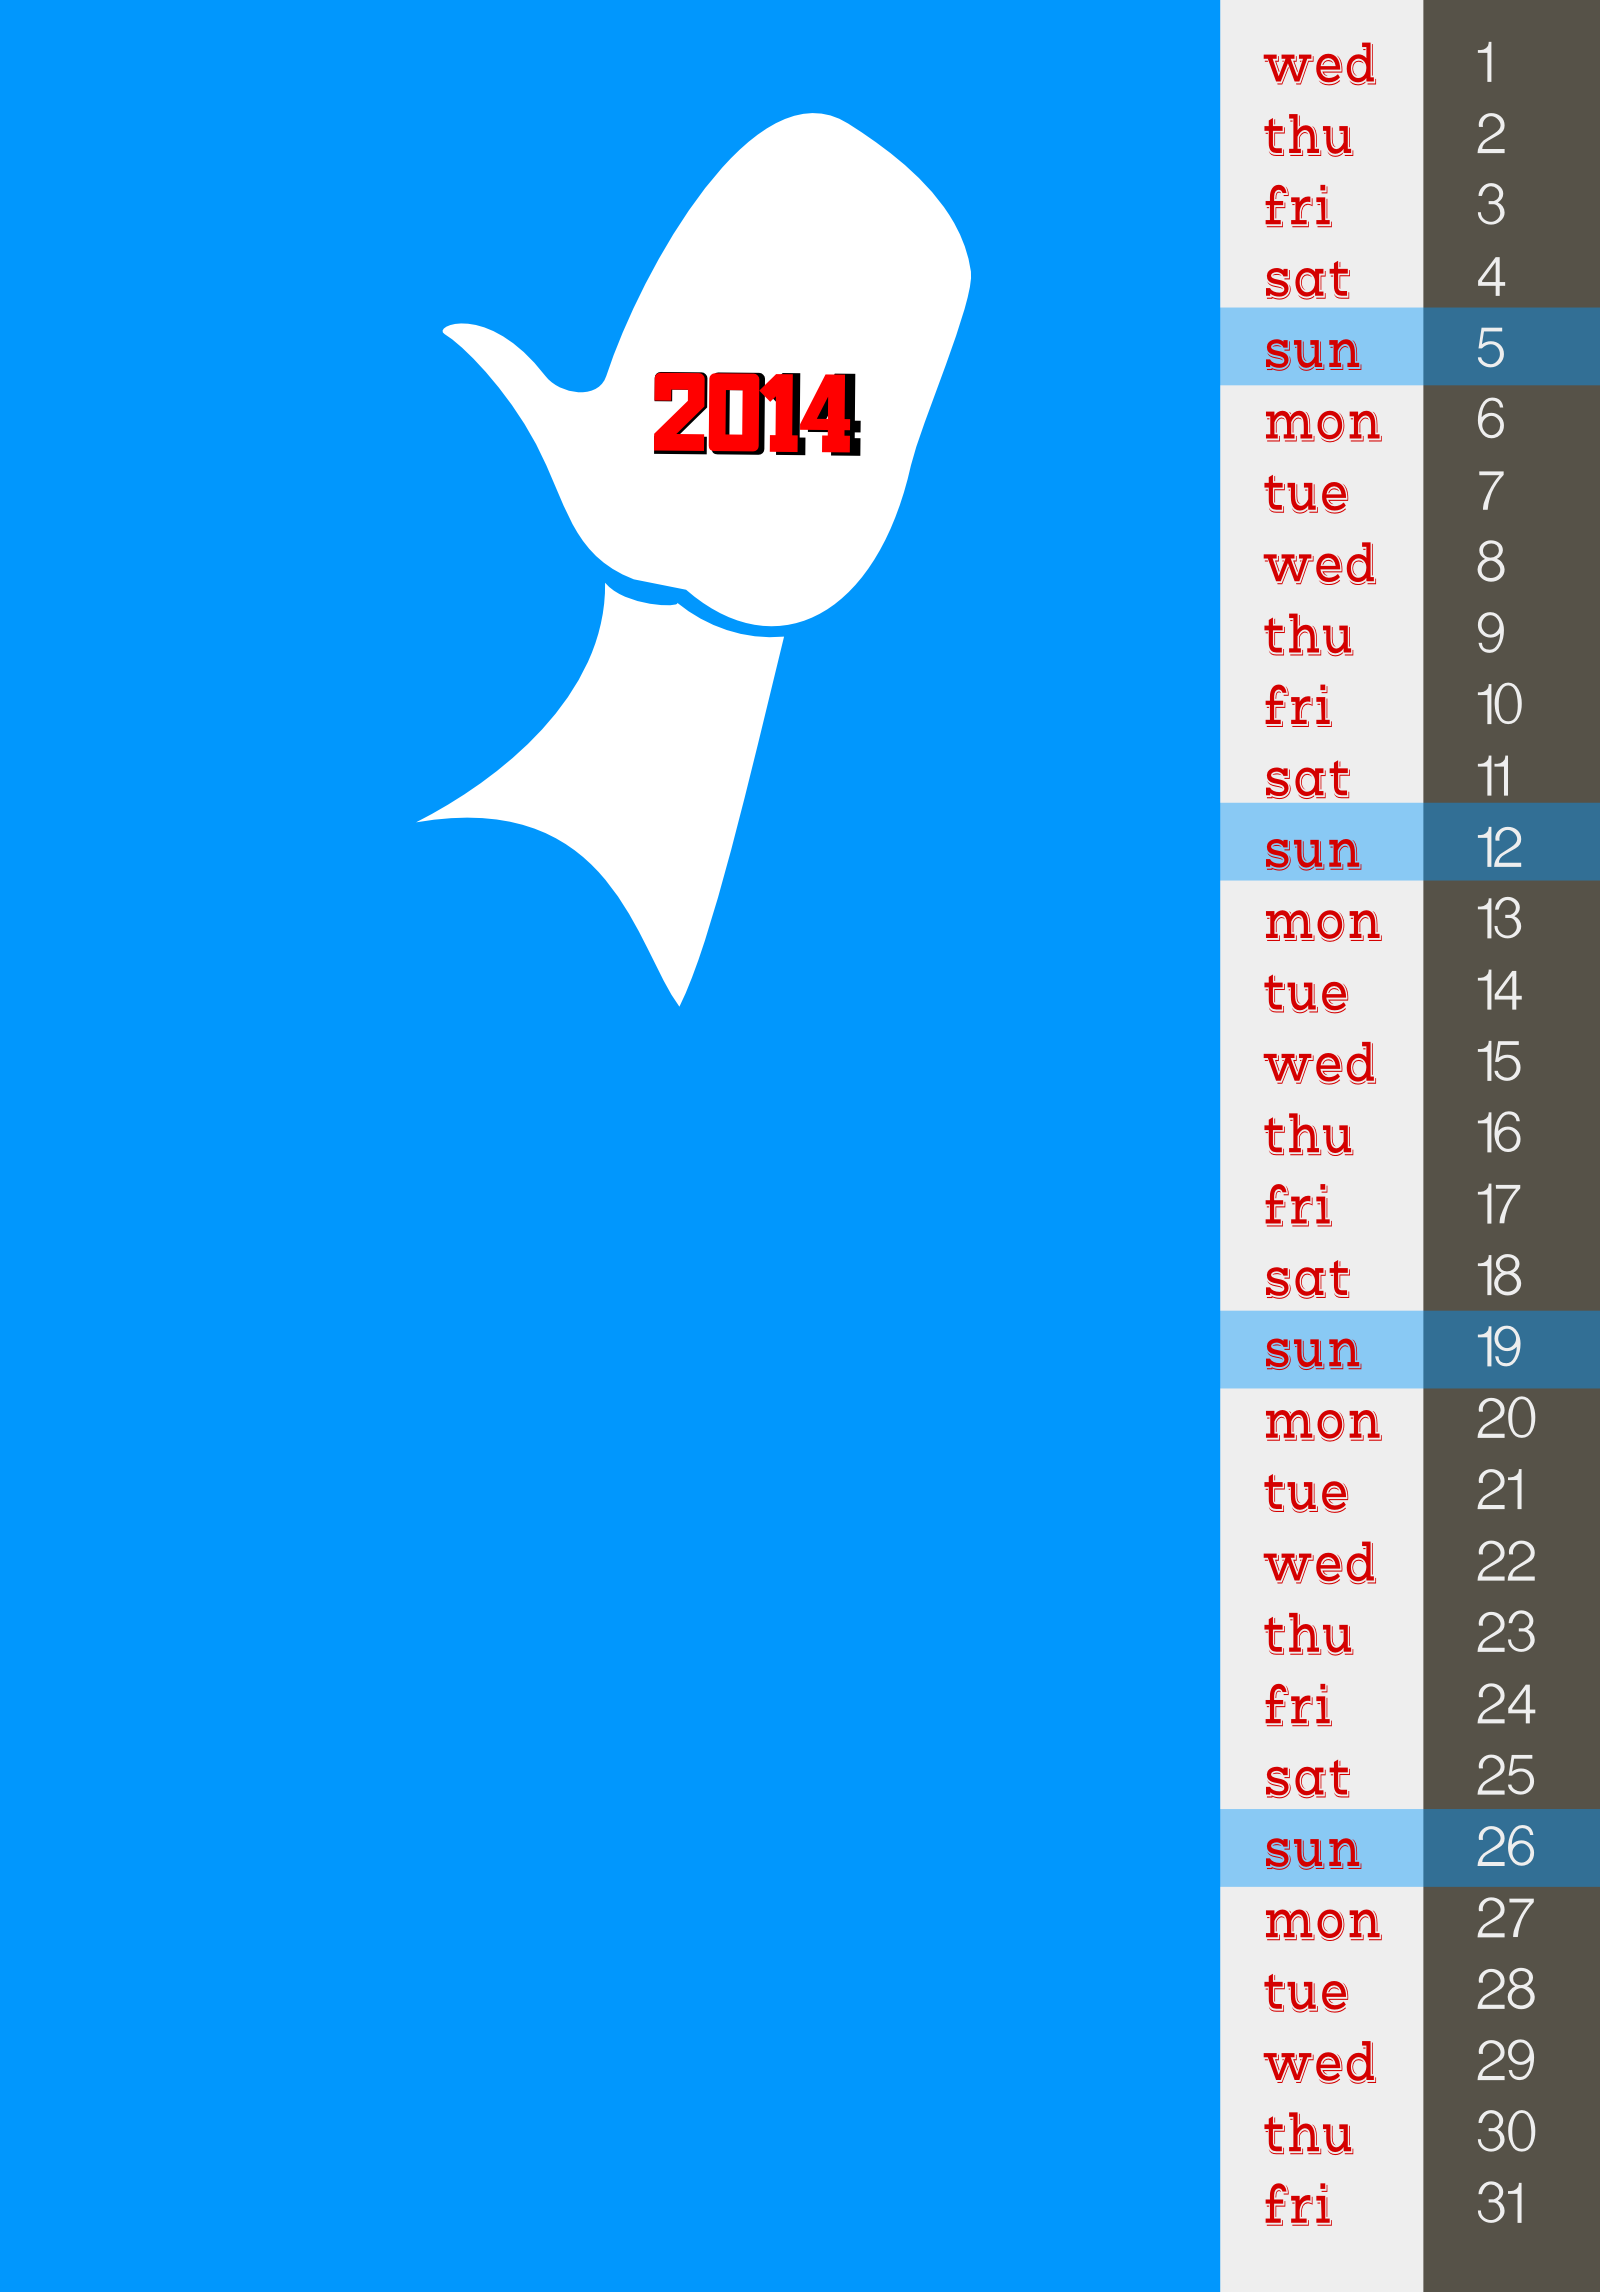 2014
wed 1
thu 2
fri 3
sat 4
sun 5
mon 6
tue 7
wed 8
thu 9
fri 10
sat 11
sun 12
mon 13
tue 14
wed 15
thu 16
fri 17
sat 18
sun 19
mon 20
tue 21
wed 22
thu 23
fri 24
sat 25
sun 26
mon 27
tue 28
wed 29
thu 30
fri 31